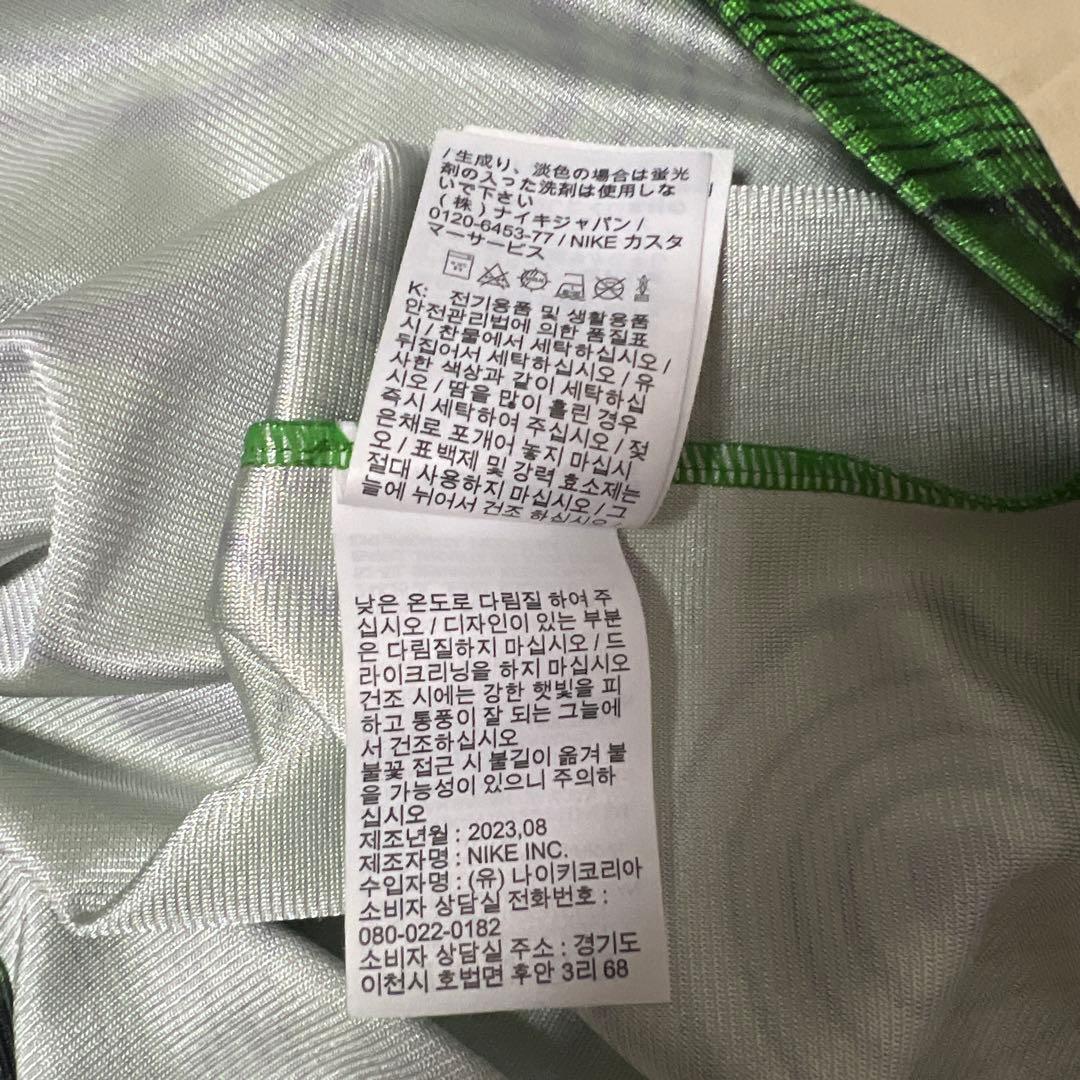 / 生成り、淡色の場合は蛍光
剤の入った洗剤は使用しな
いで下さい
(株) ナイキジャパン /
0120-6453-77 / NIKE カスタ
マーサービス
K: 전기용품 및 생활용품
안전관리법에 의한 품질표
시 / 찬물에서 세탁하십시오 /
뒤집어서 세탁하십시오 / 유
사한 색상과 같이 세탁하십
시오 / 땀을 많이 흘린 경우
즉시 세탁하여 주십시오 / 젖
은채로 포개어 놓지 마십시
오 / 표백제 및 강력 효소제는
절대 사용하지 마십시오 / 그
늘에 뉘어서 건조 하십시오 /
낮은 온도로 다림질 하여 주
십시오 / 디자인이 있는 부분
은 다림질하지 마십시오 / 드
라이크리닝을 하지 마십시오
건조 시에는 강한 햇빛을 피
하고 통풍이 잘 되는 그늘에
서 건조하십시오
불꽃 접근 시 불길이 옮겨 붙
을 가능성이 있으니 주의하
십시오
제조년월 : 2023,08
제조자명 : NIKE INC.
수입자명 : (유) 나이키코리아
소비자 상담실 전화번호 :
080-022-0182
소비자 상담실 주소 : 경기도
이천시 호법면 후안 3리 68